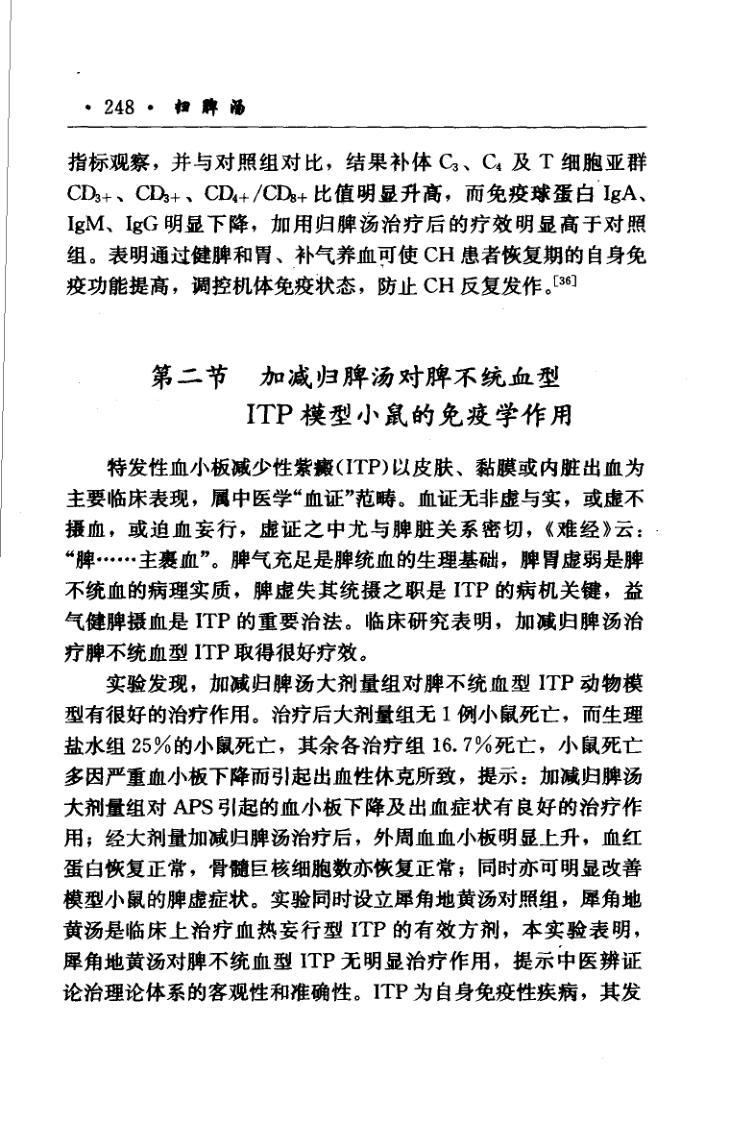 · 248 · 归脾汤
指标观察，并与对照组对比，结果补体 C₃、C₄ 及 T 细胞亚群
CD₃₊、CD₃₊、CD₄₊/CD₈₊ 比值明显升高，而免疫球蛋白 IgA、
IgM、IgG 明显下降，加用归脾汤治疗后的疗效明显高于对照
组。表明通过健脾和胃、补气养血可使 CH 患者恢复期的自身免
疫功能提高，调控机体免疫状态，防止 CH 反复发作。[36]
第二节 加减归脾汤对脾不统血型
ITP 模型小鼠的免疫学作用
特发性血小板减少性紫癜(ITP)以皮肤、黏膜或内脏出血为
主要临床表现，属中医学“血证”范畴。血证无非虚与实，或虚不
摄血，或迫血妄行，虚证之中尤与脾脏关系密切，《难经》云：
“脾……主裹血”。脾气充足是脾统血的生理基础，脾胃虚弱是脾
不统血的病理实质，脾虚失其统摄之职是 ITP 的病机关键，益
气健脾摄血是 ITP 的重要治法。临床研究表明，加减归脾汤治
疗脾不统血型 ITP 取得很好疗效。
实验发现，加减归脾汤大剂量组对脾不统血型 ITP 动物模
型有很好的治疗作用。治疗后大剂量组无 1 例小鼠死亡，而生理
盐水组 25%的小鼠死亡，其余各治疗组 16.7%死亡，小鼠死亡
多因严重血小板下降而引起出血性休克所致，提示：加减归脾汤
大剂量组对 APS 引起的血小板下降及出血症状有良好的治疗作
用；经大剂量加减归脾汤治疗后，外周血血小板明显上升，血红
蛋白恢复正常，骨髓巨核细胞数亦恢复正常；同时亦可明显改善
模型小鼠的脾虚症状。实验同时设立犀角地黄汤对照组，犀角地
黄汤是临床上治疗血热妄行型 ITP 的有效方剂，本实验表明，
犀角地黄汤对脾不统血型 ITP 无明显治疗作用，提示中医辨证
论治理论体系的客观性和准确性。ITP 为自身免疫性疾病，其发